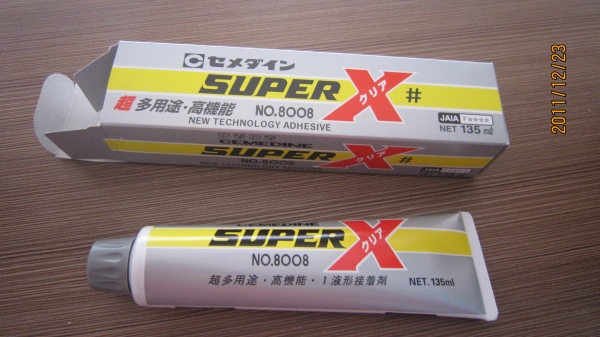 セメダイン
SUPER X
クリア
#
超多用途・高機能 NO.8008
NEW TECHNOLOGY ADHESIVE
JAIA F☆☆☆☆
NET 135 ml
CEMEDINE
SUPER X
クリア
#
NO.8008
CEMEDINE
SUPER X
クリア
NO.8008
超多用途・高機能・1液形接着剤
NET. 135ml
2011/12/23